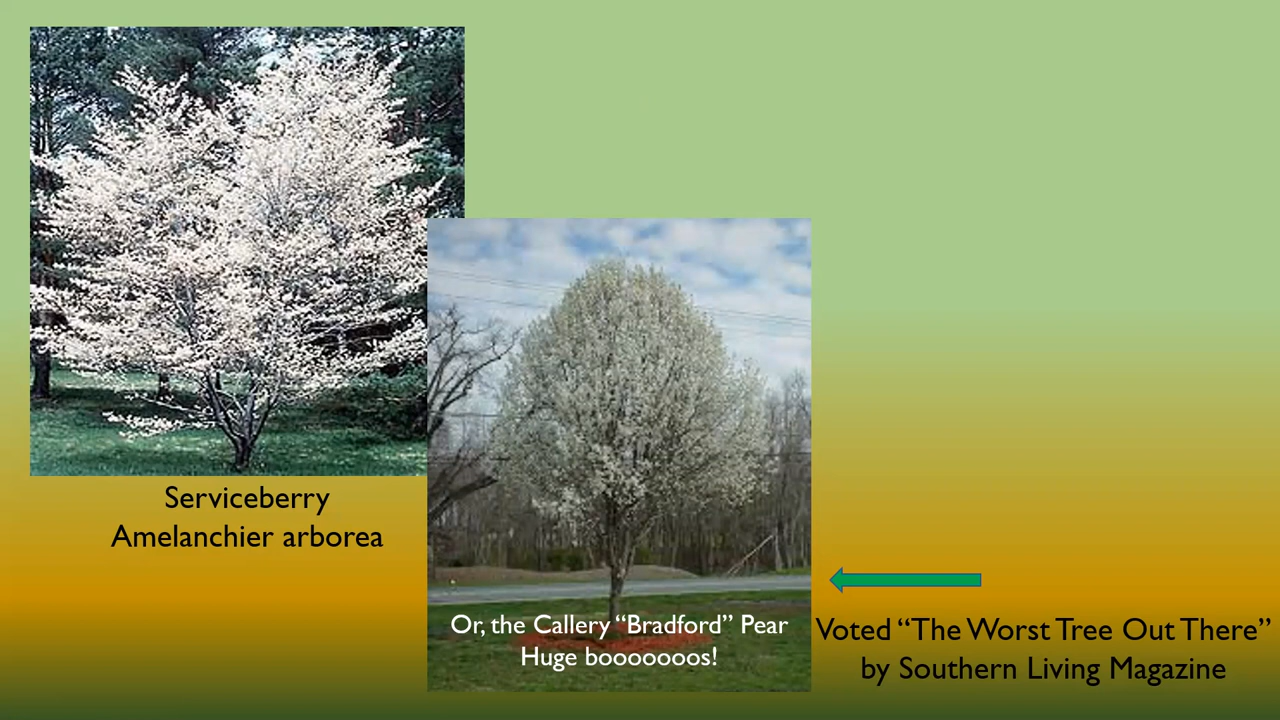 Serviceberry
Amelanchier arborea
Or, the Callery “Bradford” Pear
Huge booooooos!
Voted “The Worst Tree Out There”
by Southern Living Magazine